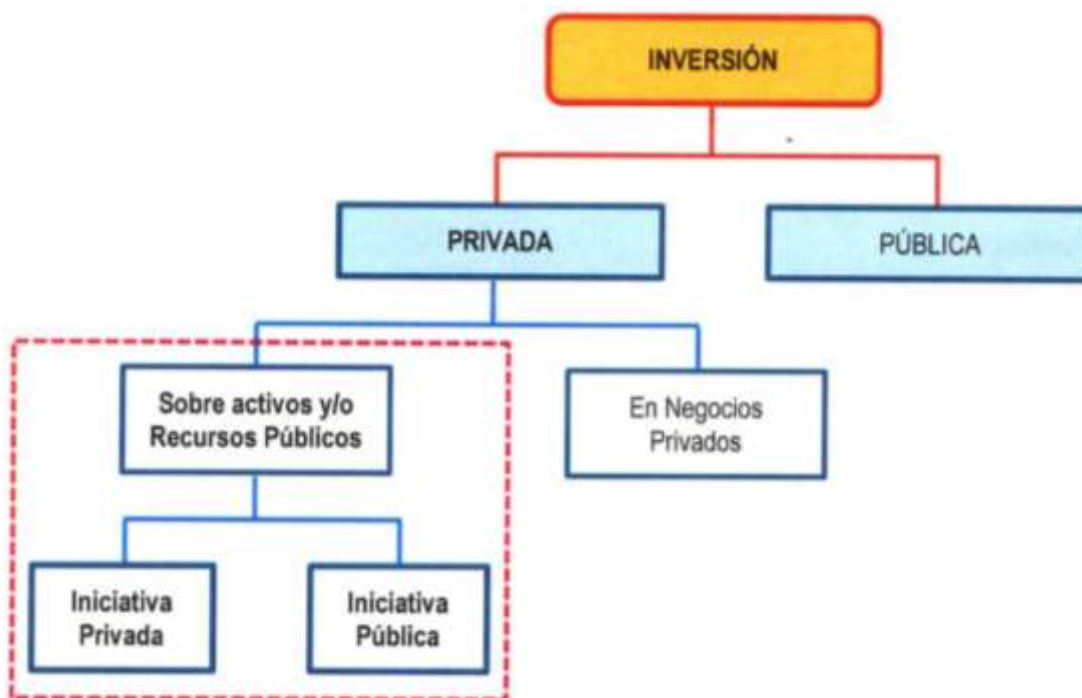 INVERSIÓN
PRIVADA
PÚBLICA
Sobre activos y/o
Recursos Públicos
En Negocios
Privados
Iniciativa
Privada
Iniciativa
Pública